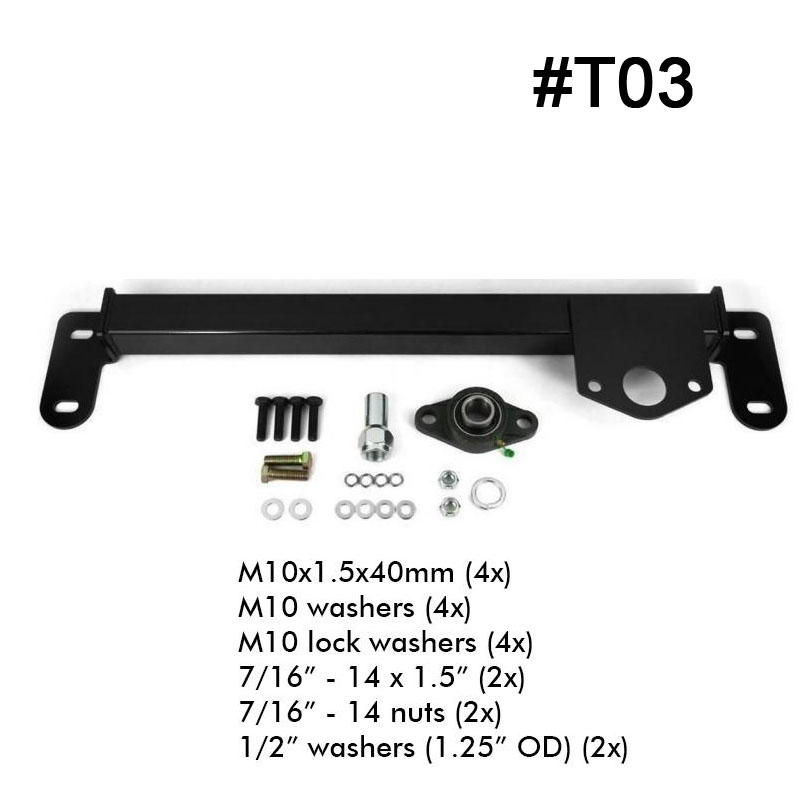 #T03
M10x1.5x40mm (4x)
M10 washers (4x)
M10 lock washers (4x)
7/16” - 14 x 1.5” (2x)
7/16” - 14 nuts (2x)
1/2” washers (1.25” OD) (2x)